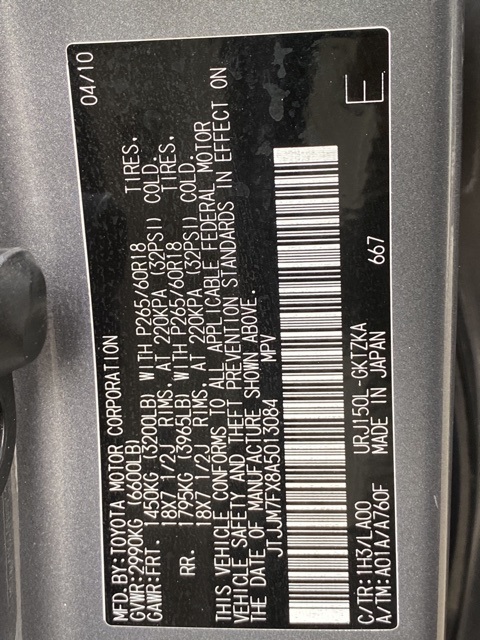 MFD. BY: TOYOTA MOTOR CORPORATION 04/10
GVWR: 2990KG (6600LB)
GAWR: FRT. 1450KG (3200LB) WITH P265/60R18 TIRES,
18X7 1/2J RIMS, AT 220KPA (32PSI) COLD.
RR. 1795KG (3965LB) WITH P265/60R18 TIRES,
18X7 1/2J RIMS, AT 220KPA (32PSI) COLD.
THIS VEHICLE CONFORMS TO ALL APPLICABLE FEDERAL MOTOR
VEHICLE SAFETY AND THEFT PREVENTION STANDARDS IN EFFECT ON
THE DATE OF MANUFACTURE SHOWN ABOVE.
JTJJM7FX8A5013084 MPV
C/TR: 1H3/LA00 URJ150L-GKTZKA 667
A/TM: A01A/A760F MADE IN JAPAN
E